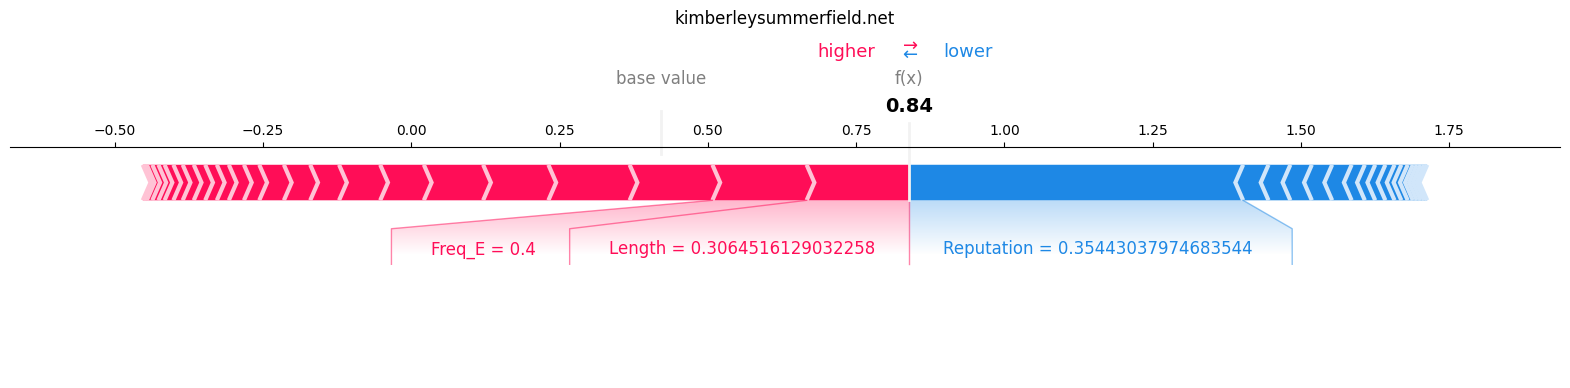 kimberleysummerfield.net
higher ⇄ lower
base value f(x)
0.84
−0.50 −0.25 0.00 0.25 0.50 0.75 1.00 1.25 1.50 1.75
Freq_E = 0.4 Length = 0.3064516129032258 Reputation = 0.35443037974683544